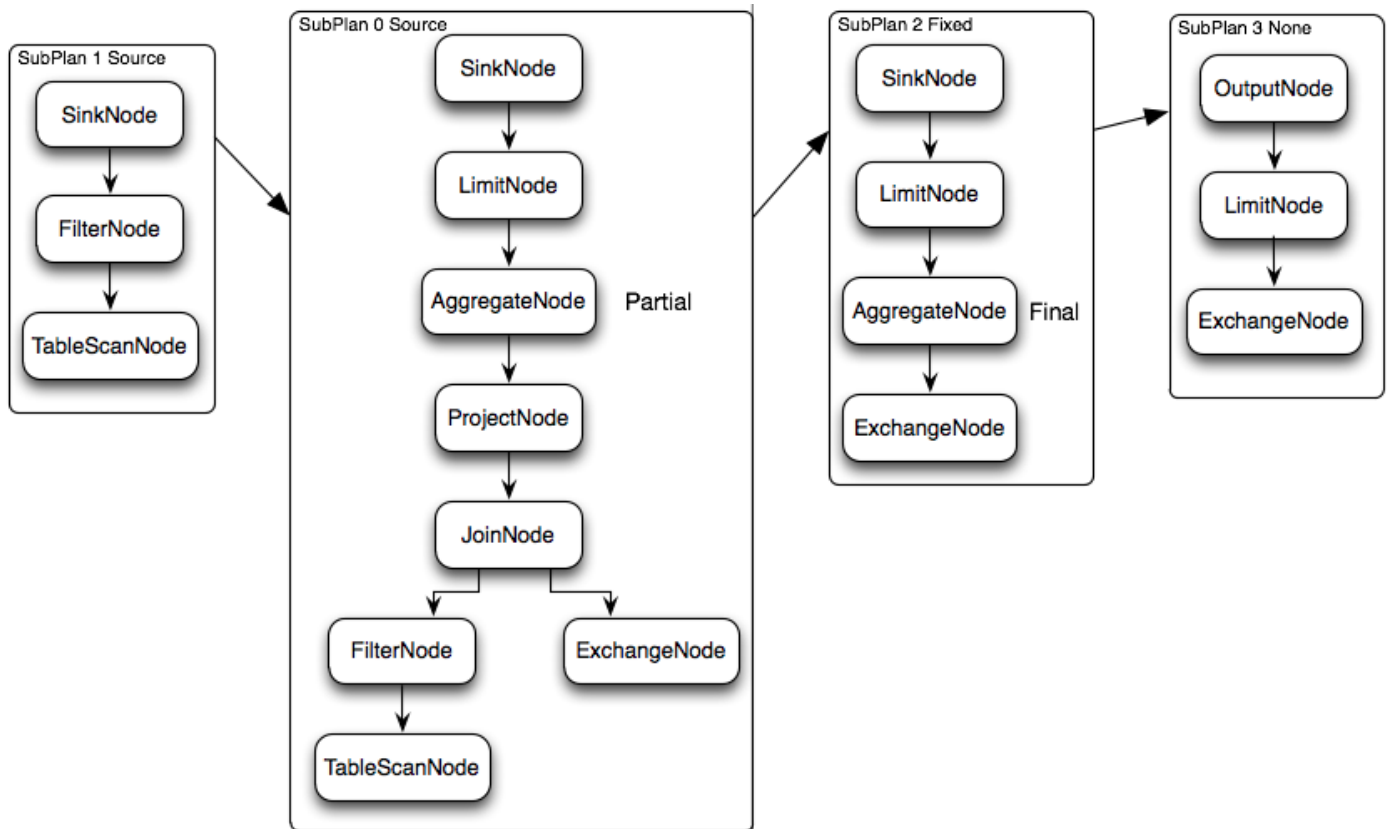 SubPlan 1 Source
SinkNode
FilterNode
TableScanNode
SubPlan 0 Source
SinkNode
LimitNode
AggregateNode
Partial
ProjectNode
JoinNode
FilterNode
ExchangeNode
TableScanNode
SubPlan 2 Fixed
SinkNode
LimitNode
AggregateNode
Final
ExchangeNode
SubPlan 3 None
OutputNode
LimitNode
ExchangeNode